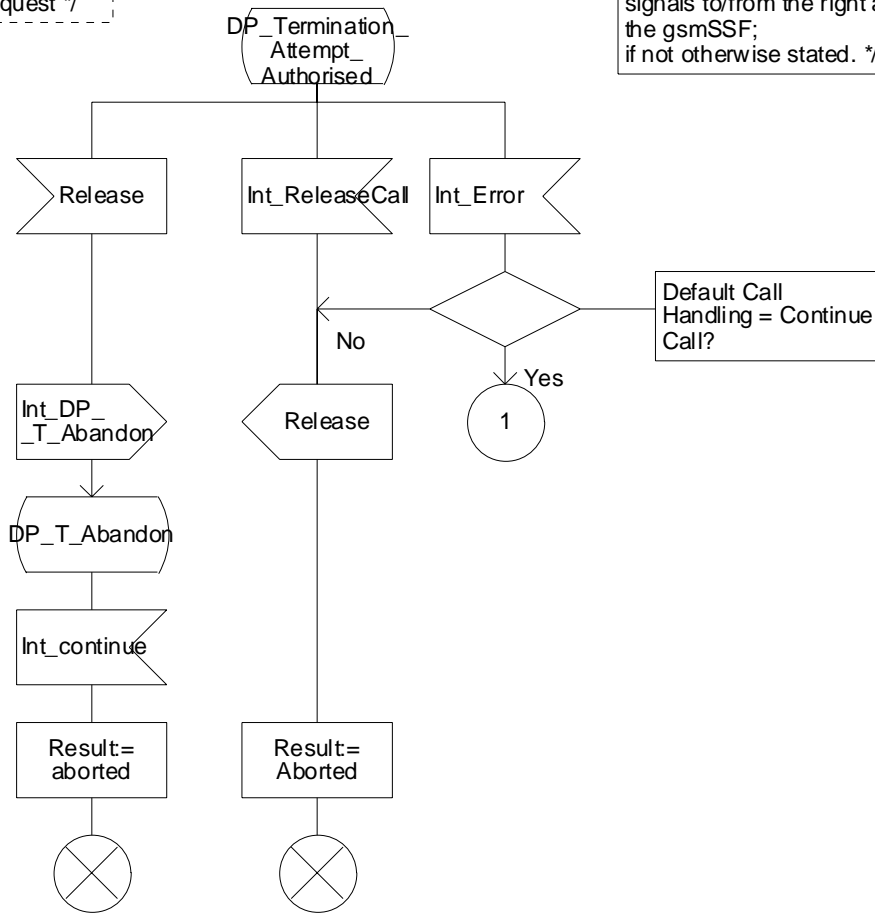 quest */
signals to/from the right a
the gsmSSF;
if not otherwise stated. */
DP_Termination_
Attempt_
Authorised
Release
Int_ReleaseCall
Int_Error
Default Call
Handling = Continue
Call?
No
Yes
Int_DP_
_T_Abandon
Release
1
DP_T_Abandon
Int_continue
Result:=
aborted
Result:=
Aborted